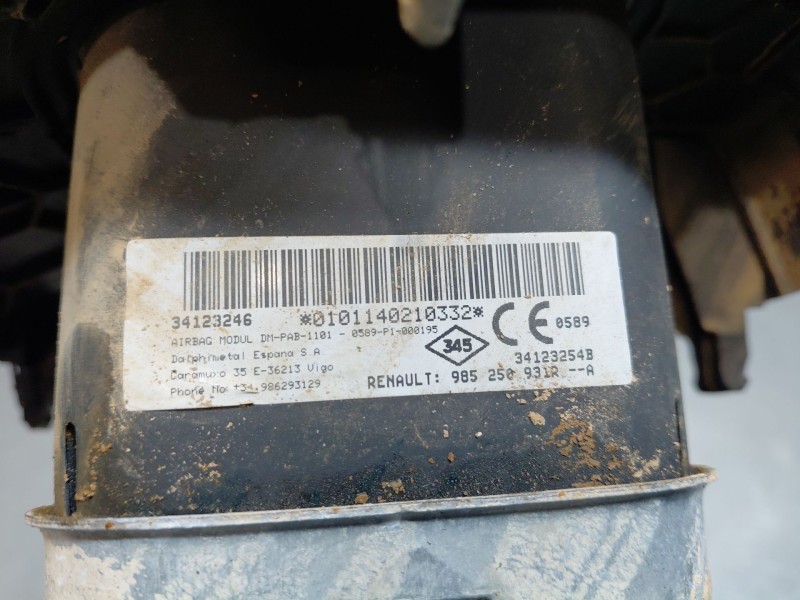 34123246 *0101140210332* CE 0589
AIRBAG MODUL DM-PAB-1101 - 0589-P1-000195
345
Dalphimetal Espana S.A
34123254B
Caramuxo 35 E-36213 Vigo
RENAULT: 985 250 931R --A
Phone No +34.986293129